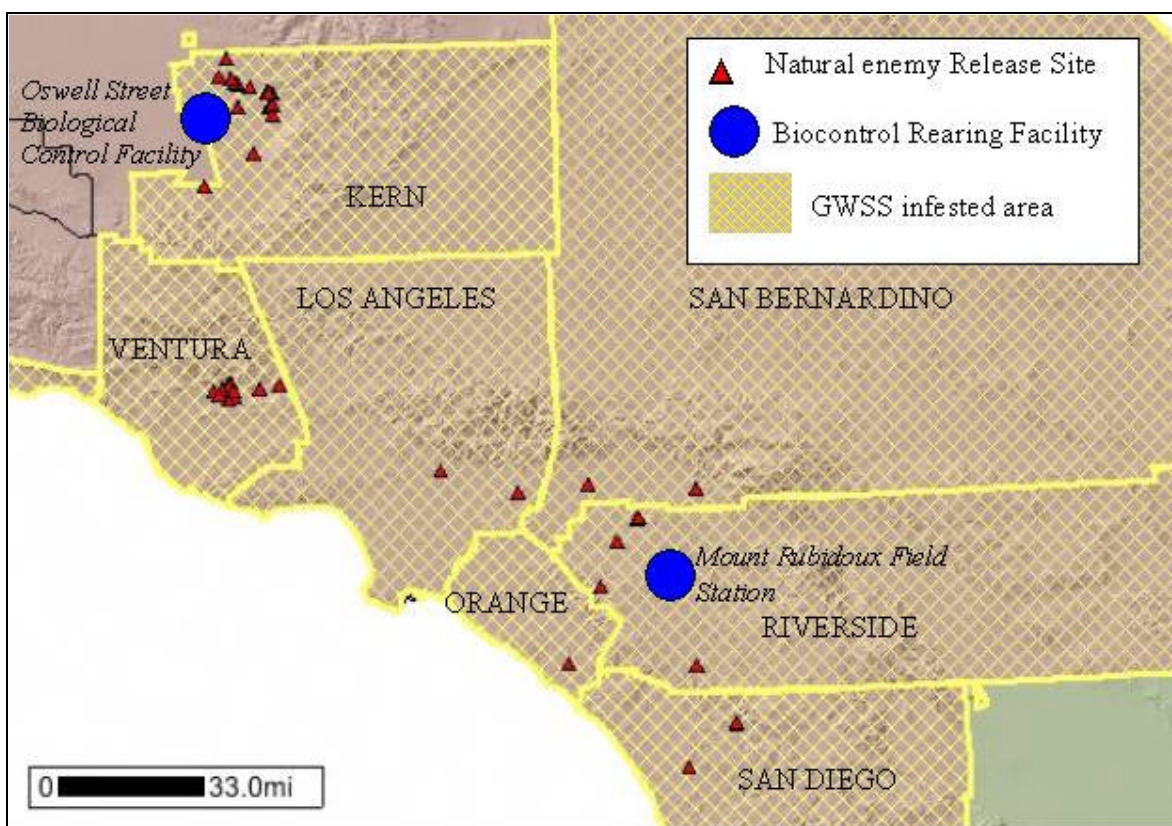 Oswell Street
Biological
Control Facility
Natural enemy Release Site
Biocontrol Rearing Facility
GWSS infested area
KERN
LOS ANGELES
SAN BERNARDINO
VENTURA
Mount Rubidoux Field
Station
ORANGE
RIVERSIDE
SAN DIEGO
0 33.0mi